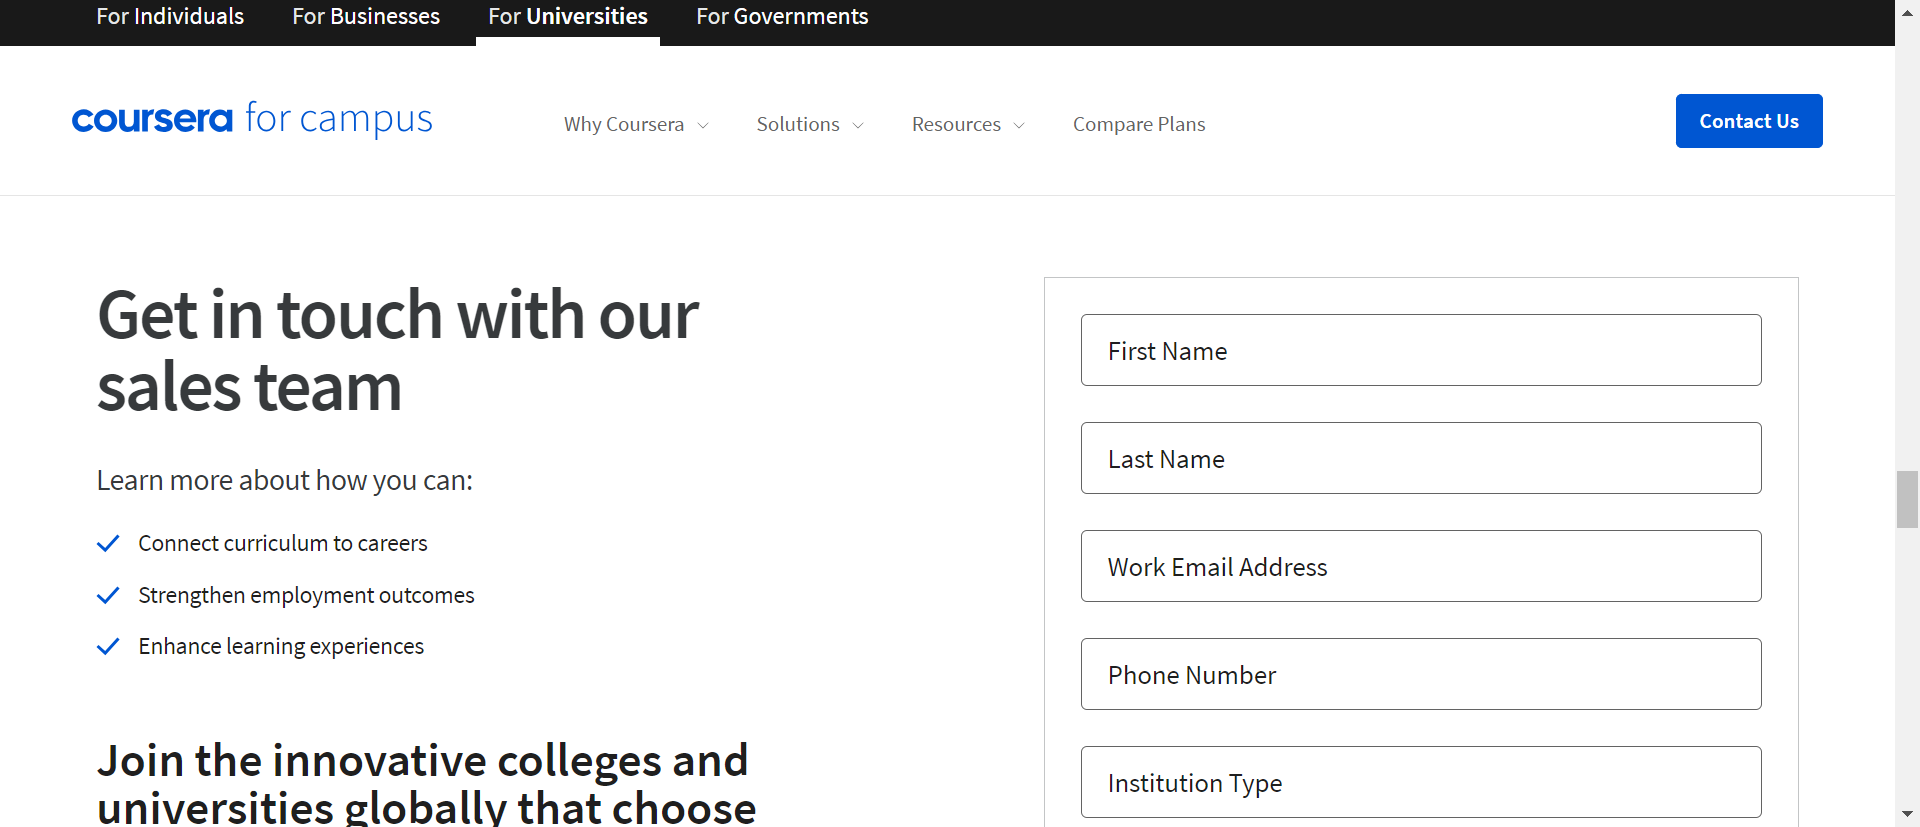 For Individuals For Businesses For Universities For Governments
coursera for campus Why Coursera Solutions Resources Compare Plans Contact Us
Get in touch with our
sales team
Learn more about how you can:
Connect curriculum to careers
Strengthen employment outcomes
Enhance learning experiences
Join the innovative colleges and
universities globally that choose
First Name
Last Name
Work Email Address
Phone Number
Institution Type